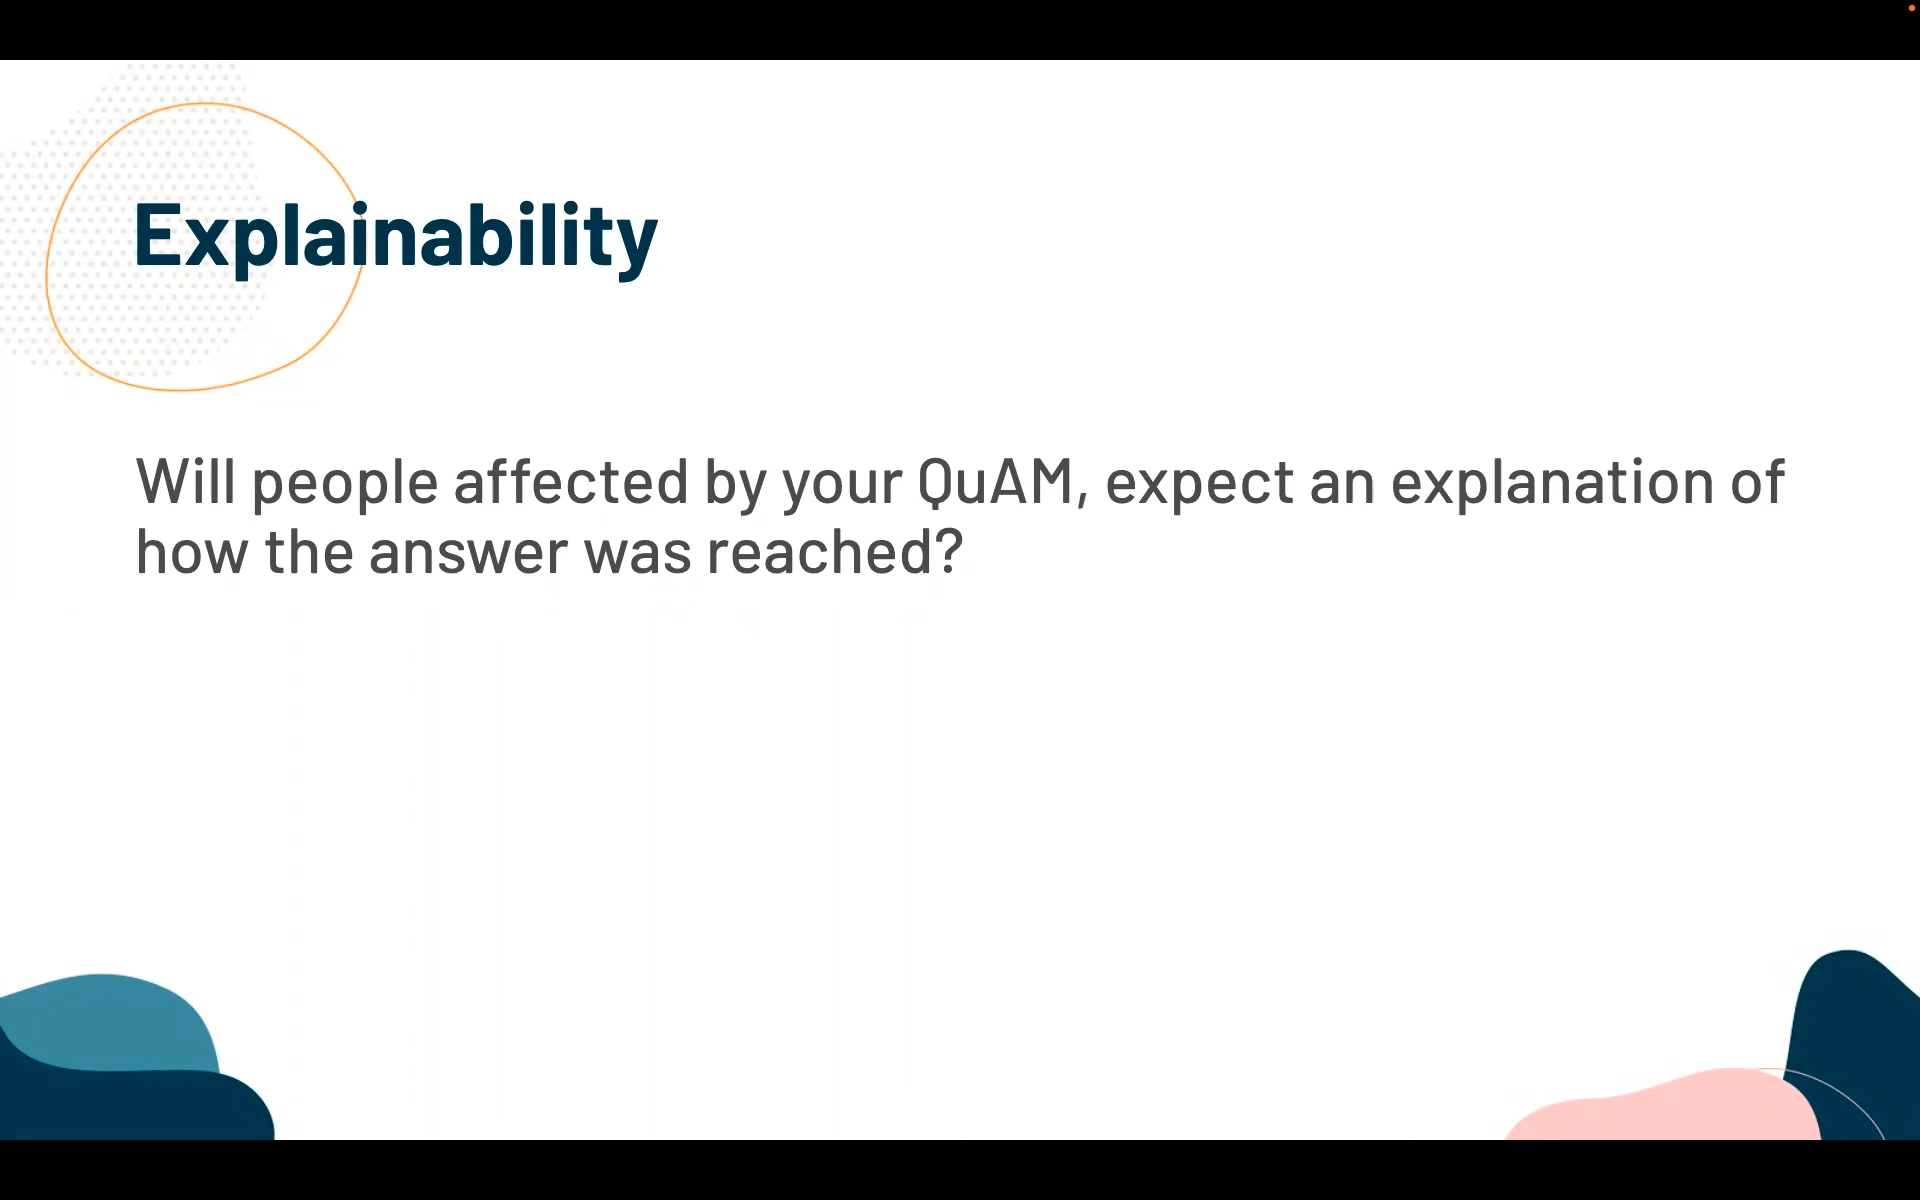 Explainability
Will people affected by your QuAM, expect an explanation of
how the answer was reached?